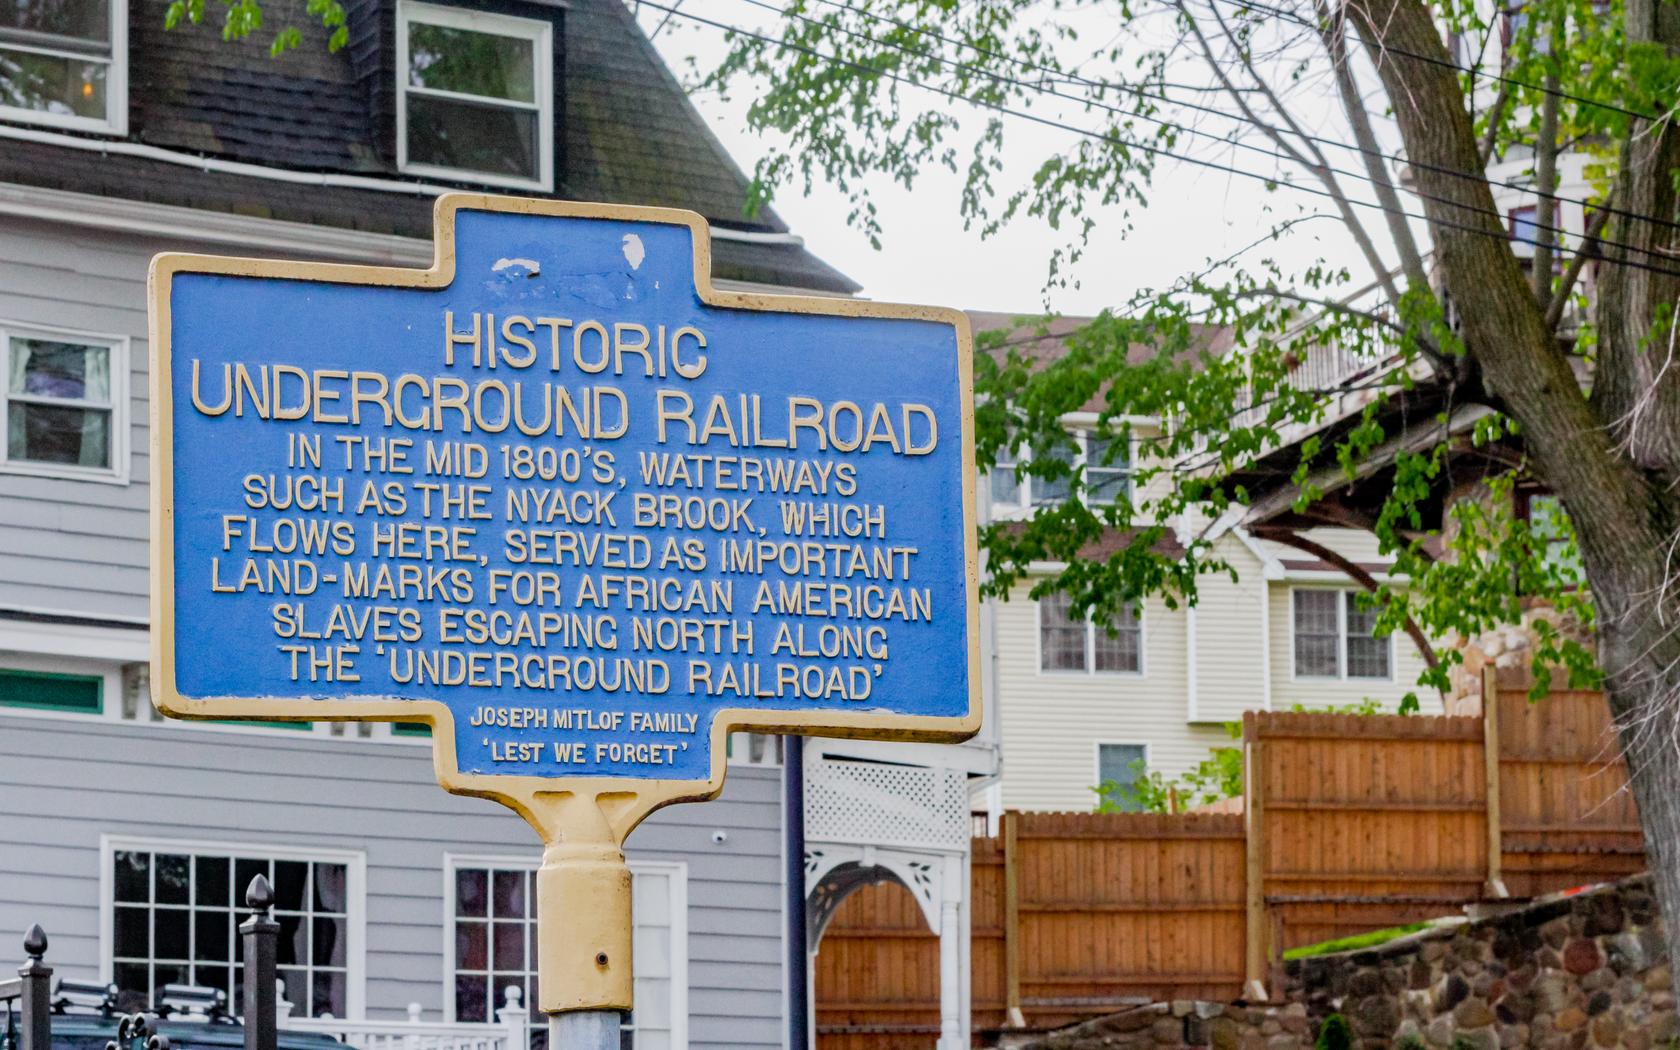 HISTORIC
UNDERGROUND RAILROAD
IN THE MID 1800'S, WATERWAYS
SUCH AS THE NYACK BROOK, WHICH
FLOWS HERE, SERVED AS IMPORTANT
LAND-MARKS FOR AFRICAN AMERICAN
SLAVES ESCAPING NORTH ALONG
THE 'UNDERGROUND RAILROAD'
JOSEPH MITLOF FAMILY
'LEST WE FORGET'